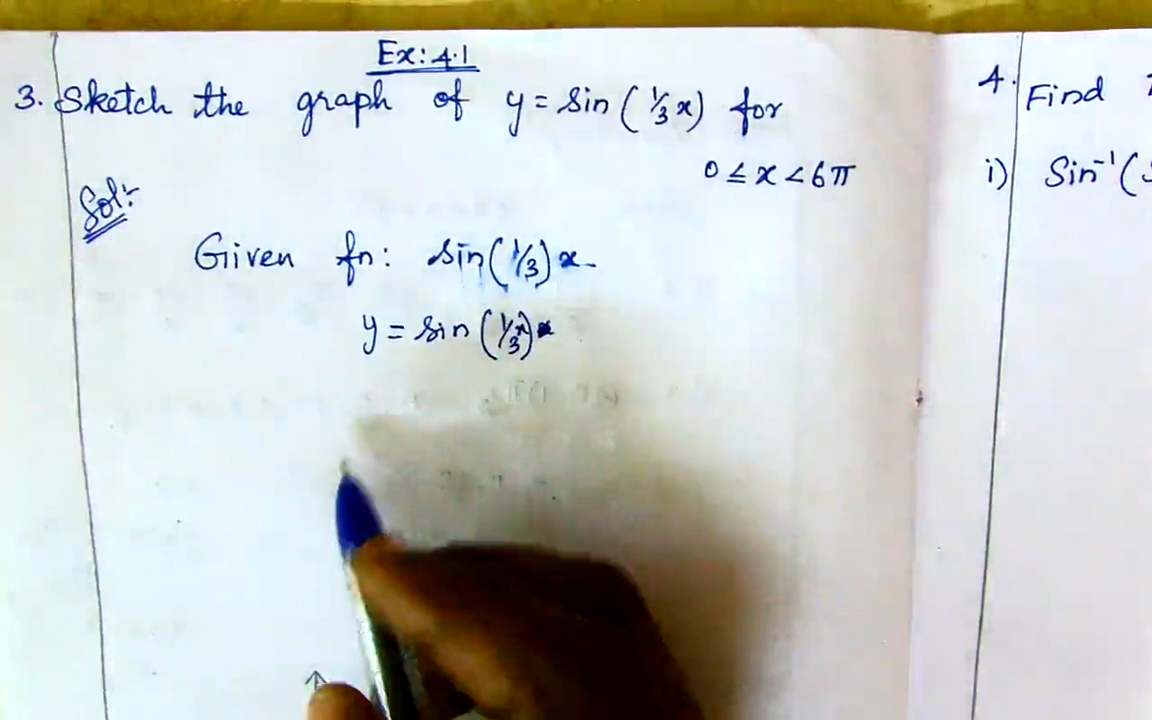 Ex: 4.1
3. Sketch the graph of y = sin (1/3 x) for
0 ≤ x < 6π
Sol:-
Given fn: sin(1/3) x
y = sin (1/3 x)
4. Find
i) Sin⁻¹(